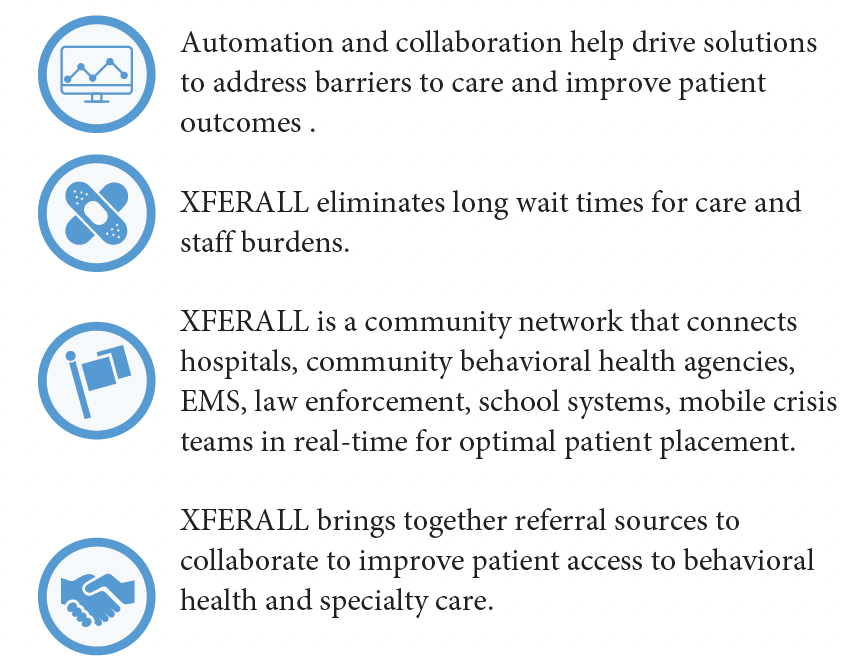 Automation and collaboration help drive solutions
to address barriers to care and improve patient
outcomes .
XFERALL eliminates long wait times for care and
staff burdens.
XFERALL is a community network that connects
hospitals, community behavioral health agencies,
EMS, law enforcement, school systems, mobile crisis
teams in real-time for optimal patient placement.
XFERALL brings together referral sources to
collaborate to improve patient access to behavioral
health and specialty care.